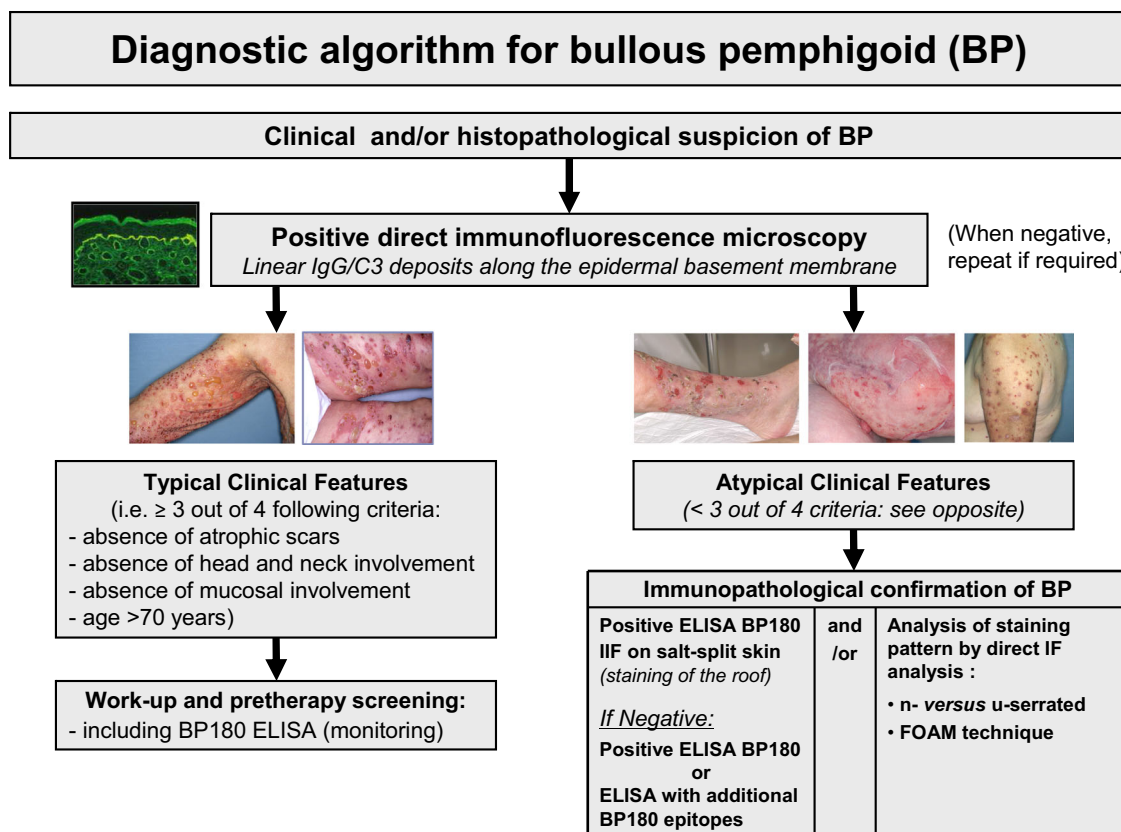 Diagnostic algorithm for bullous pemphigoid (BP)
Clinical and/or histopathological suspicion of BP
Positive direct immunofluorescence microscopy
Linear IgG/C3 deposits along the epidermal basement membrane
(When negative,
repeat if required)
Typical Clinical Features
(i.e. ≥ 3 out of 4 following criteria:
- absence of atrophic scars
- absence of head and neck involvement
- absence of mucosal involvement
- age >70 years)
Work-up and pretherapy screening:
- including BP180 ELISA (monitoring)
Atypical Clinical Features
(< 3 out of 4 criteria: see opposite)
Immunopathological confirmation of BP
Positive ELISA BP180
IIF on salt-split skin
(staining of the roof)
If Negative:
Positive ELISA BP180
or
ELISA with additional
BP180 epitopes
and
/or
Analysis of staining
pattern by direct IF
analysis :
• n- versus u-serrated
• FOAM technique